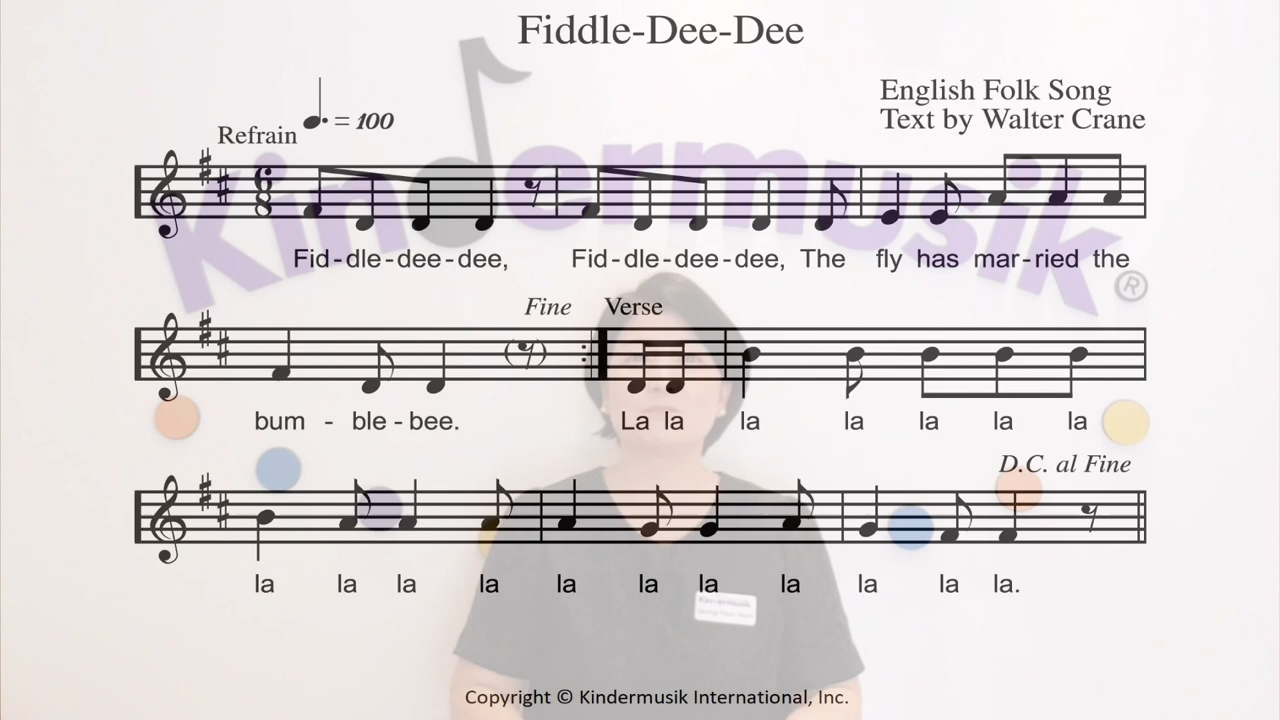 Fiddle-Dee-Dee
English Folk Song
Text by Walter Crane
= 100
Refrain
6
8
Kindermusik®
Fid-dle-dee-dee, Fid-dle-dee-dee, The fly has mar-ried the
Fine Verse
bum - ble - bee. La la la la la la la
D.C. al Fine
la la la la la la la la la la la.
Kindermusik
Copyright © Kindermusik International, Inc.